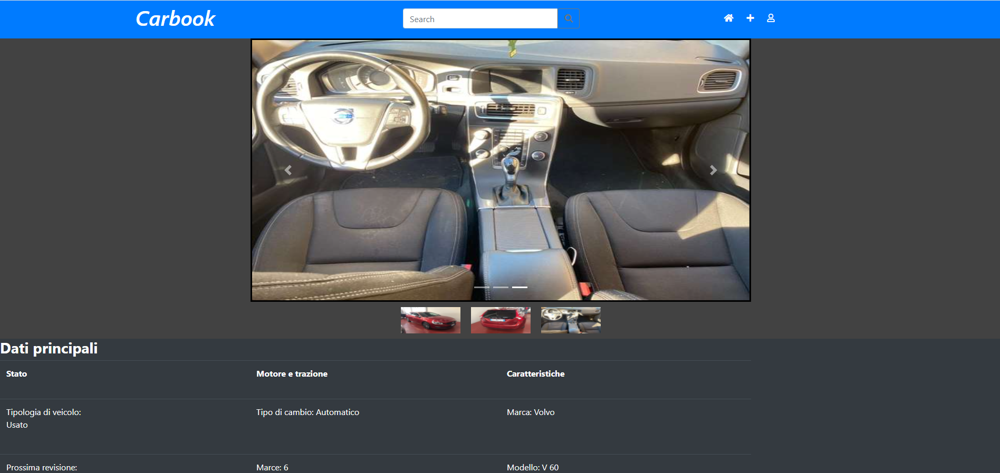 Carbook
Search
Dati principali
Stato
Motore e trazione
Caratteristiche
Tipologia di veicolo:
Usato
Tipo di cambio: Automatico
Marca: Volvo
Prossima revisione:
Marce: 6
Modello: V 60